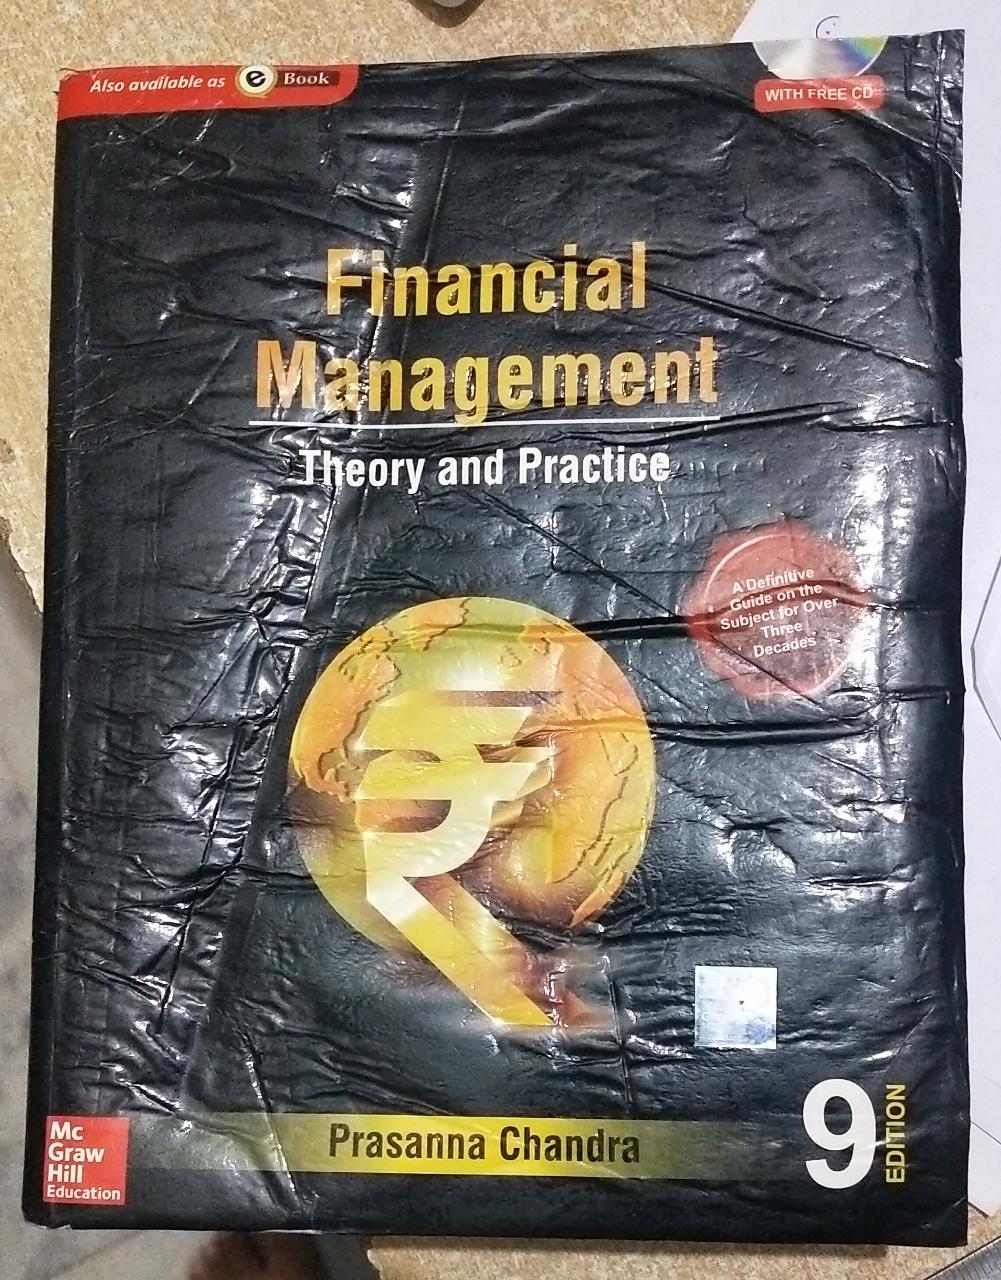 Also available as e Book
WITH FREE CD
Financial
Management
Theory and Practice
A Definitive
Guide on the
Subject for Over
Three
Decades
₹
Prasanna Chandra
9 EDITION
Mc
Graw
Hill
Education